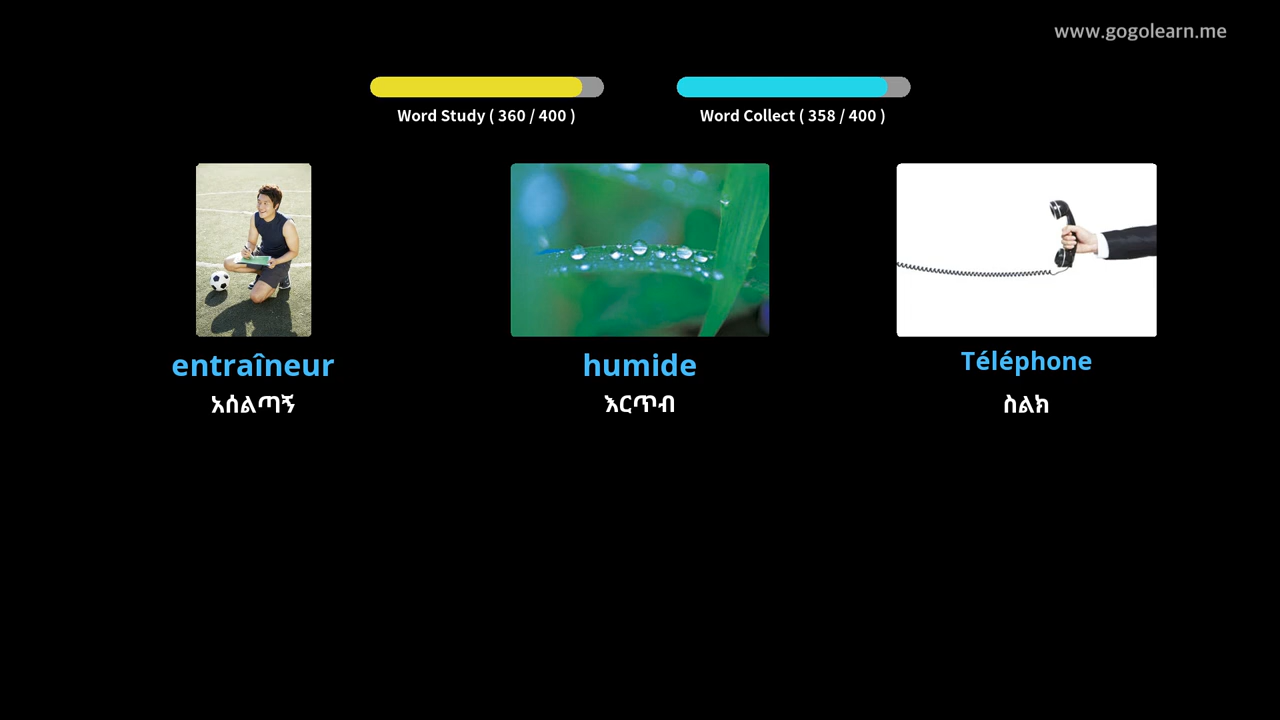 www.gogolearn.me
Word Study ( 360 / 400 )
Word Collect ( 358 / 400 )
entraîneur
አሰልጣኝ
humide
እርጥብ
Téléphone
ስልክ